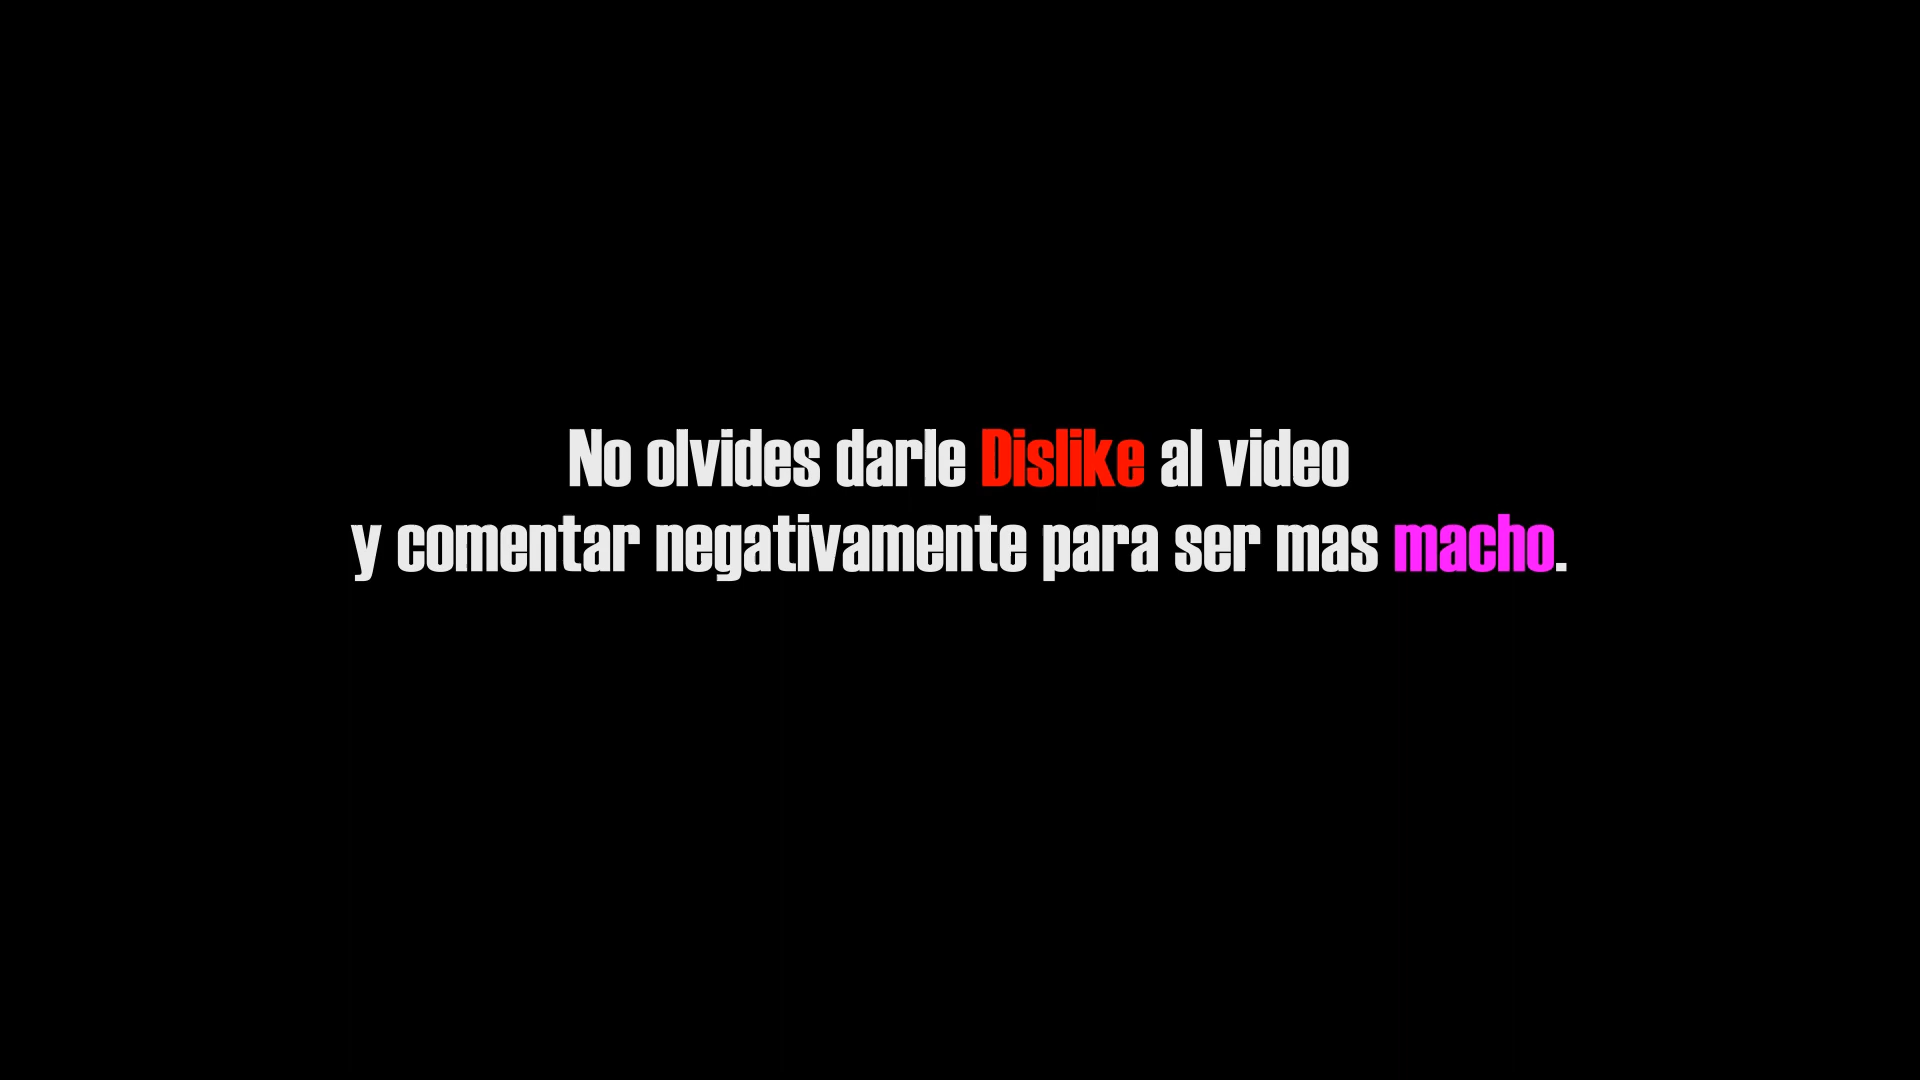 No olvides darle Dislike al video
y comentar negativamente para ser mas macho.